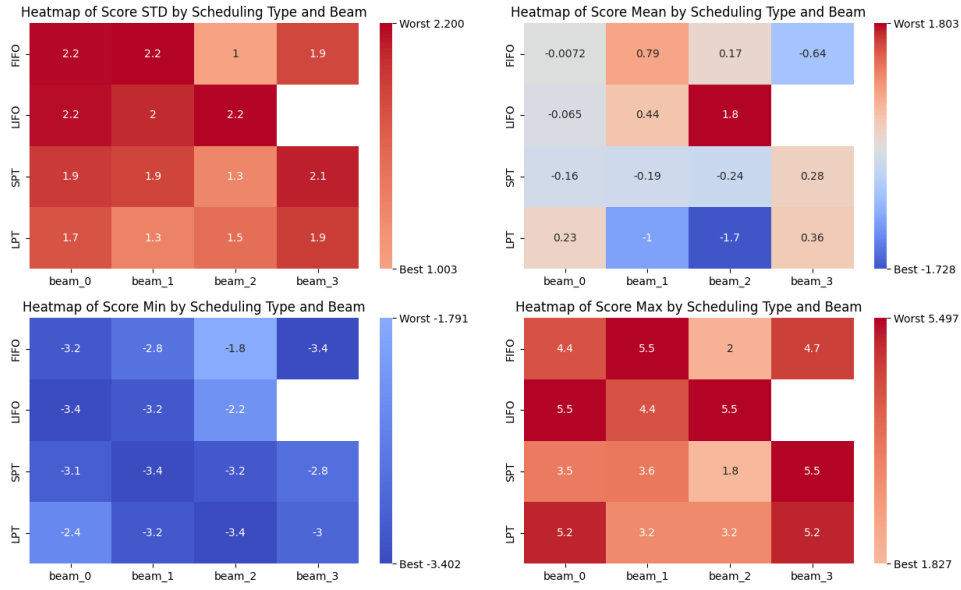 Heatmap of Score STD by Scheduling Type and Beam
FIFO 2.2 2.2 1 1.9
LIFO 2.2 2 2.2
SPT 1.9 1.9 1.3 2.1
LPT 1.7 1.3 1.5 1.9
beam_0 beam_1 beam_2 beam_3
Worst 2.200
Best 1.003
Heatmap of Score Mean by Scheduling Type and Beam
FIFO -0.0072 0.79 0.17 -0.64
LIFO -0.065 0.44 1.8
SPT -0.16 -0.19 -0.24 0.28
LPT 0.23 -1 -1.7 0.36
beam_0 beam_1 beam_2 beam_3
Worst 1.803
Best -1.728
Heatmap of Score Min by Scheduling Type and Beam
FIFO -3.2 -2.8 -1.8 -3.4
LIFO -3.4 -3.2 -2.2
SPT -3.1 -3.4 -3.2 -2.8
LPT -2.4 -3.2 -3.4 -3
beam_0 beam_1 beam_2 beam_3
Worst -1.791
Best -3.402
Heatmap of Score Max by Scheduling Type and Beam
FIFO 4.4 5.5 2 4.7
LIFO 5.5 4.4 5.5
SPT 3.5 3.6 1.8 5.5
LPT 5.2 3.2 3.2 5.2
beam_0 beam_1 beam_2 beam_3
Worst 5.497
Best 1.827